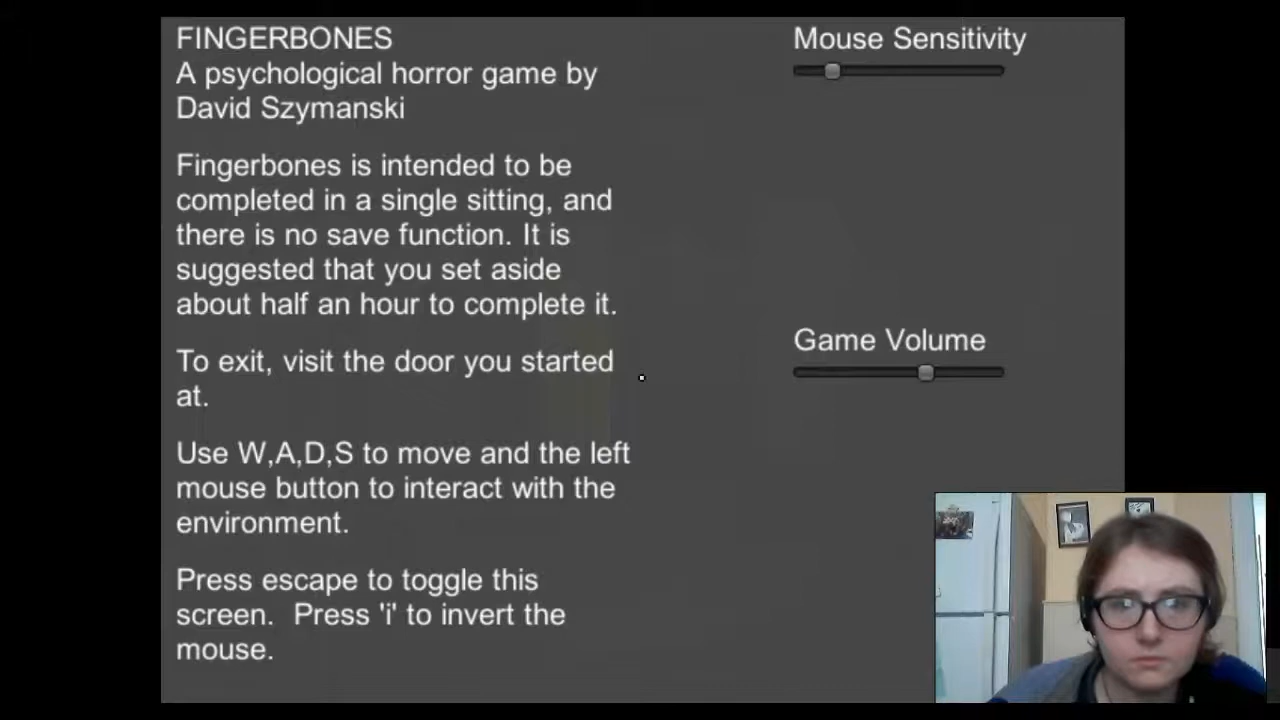 FINGERBONES
A psychological horror game by
David Szymanski
Fingerbones is intended to be
completed in a single sitting, and
there is no save function. It is
suggested that you set aside
about half an hour to complete it.
To exit, visit the door you started
at.
Use W,A,D,S to move and the left
mouse button to interact with the
environment.
Press escape to toggle this
screen.  Press 'i' to invert the
mouse.
Mouse Sensitivity
Game Volume